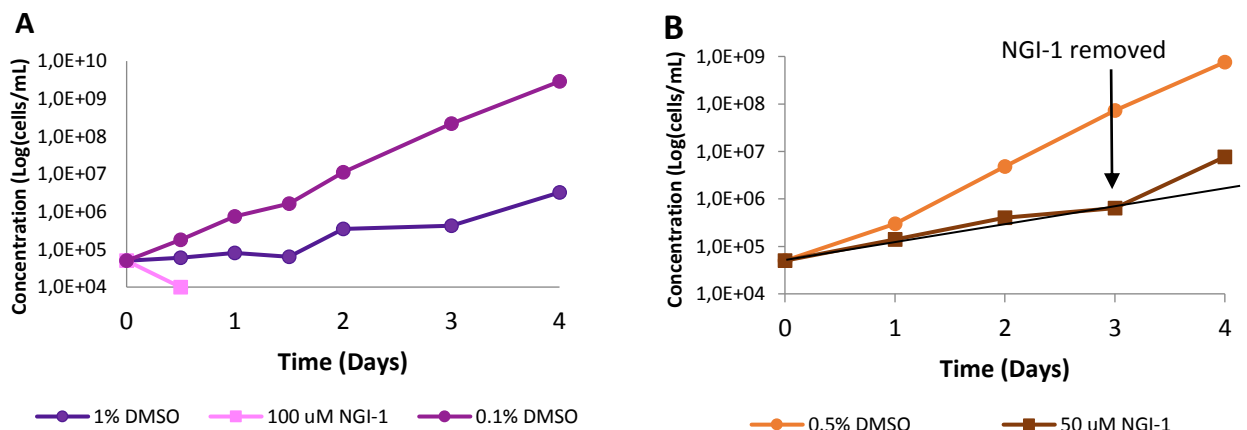 A
Concentration (Log(cells/mL)
1,0E+10
1,0E+09
1,0E+08
1,0E+07
1,0E+06
1,0E+05
1,0E+04
0 1 2 3 4
Time (Days)
1% DMSO 100 uM NGI-1 0.1% DMSO
B
NGI-1 removed
Concentration (Log(cells/mL)
1,0E+09
1,0E+08
1,0E+07
1,0E+06
1,0E+05
1,0E+04
0 1 2 3 4
Time (Days)
0.5% DMSO 50 uM NGI-1